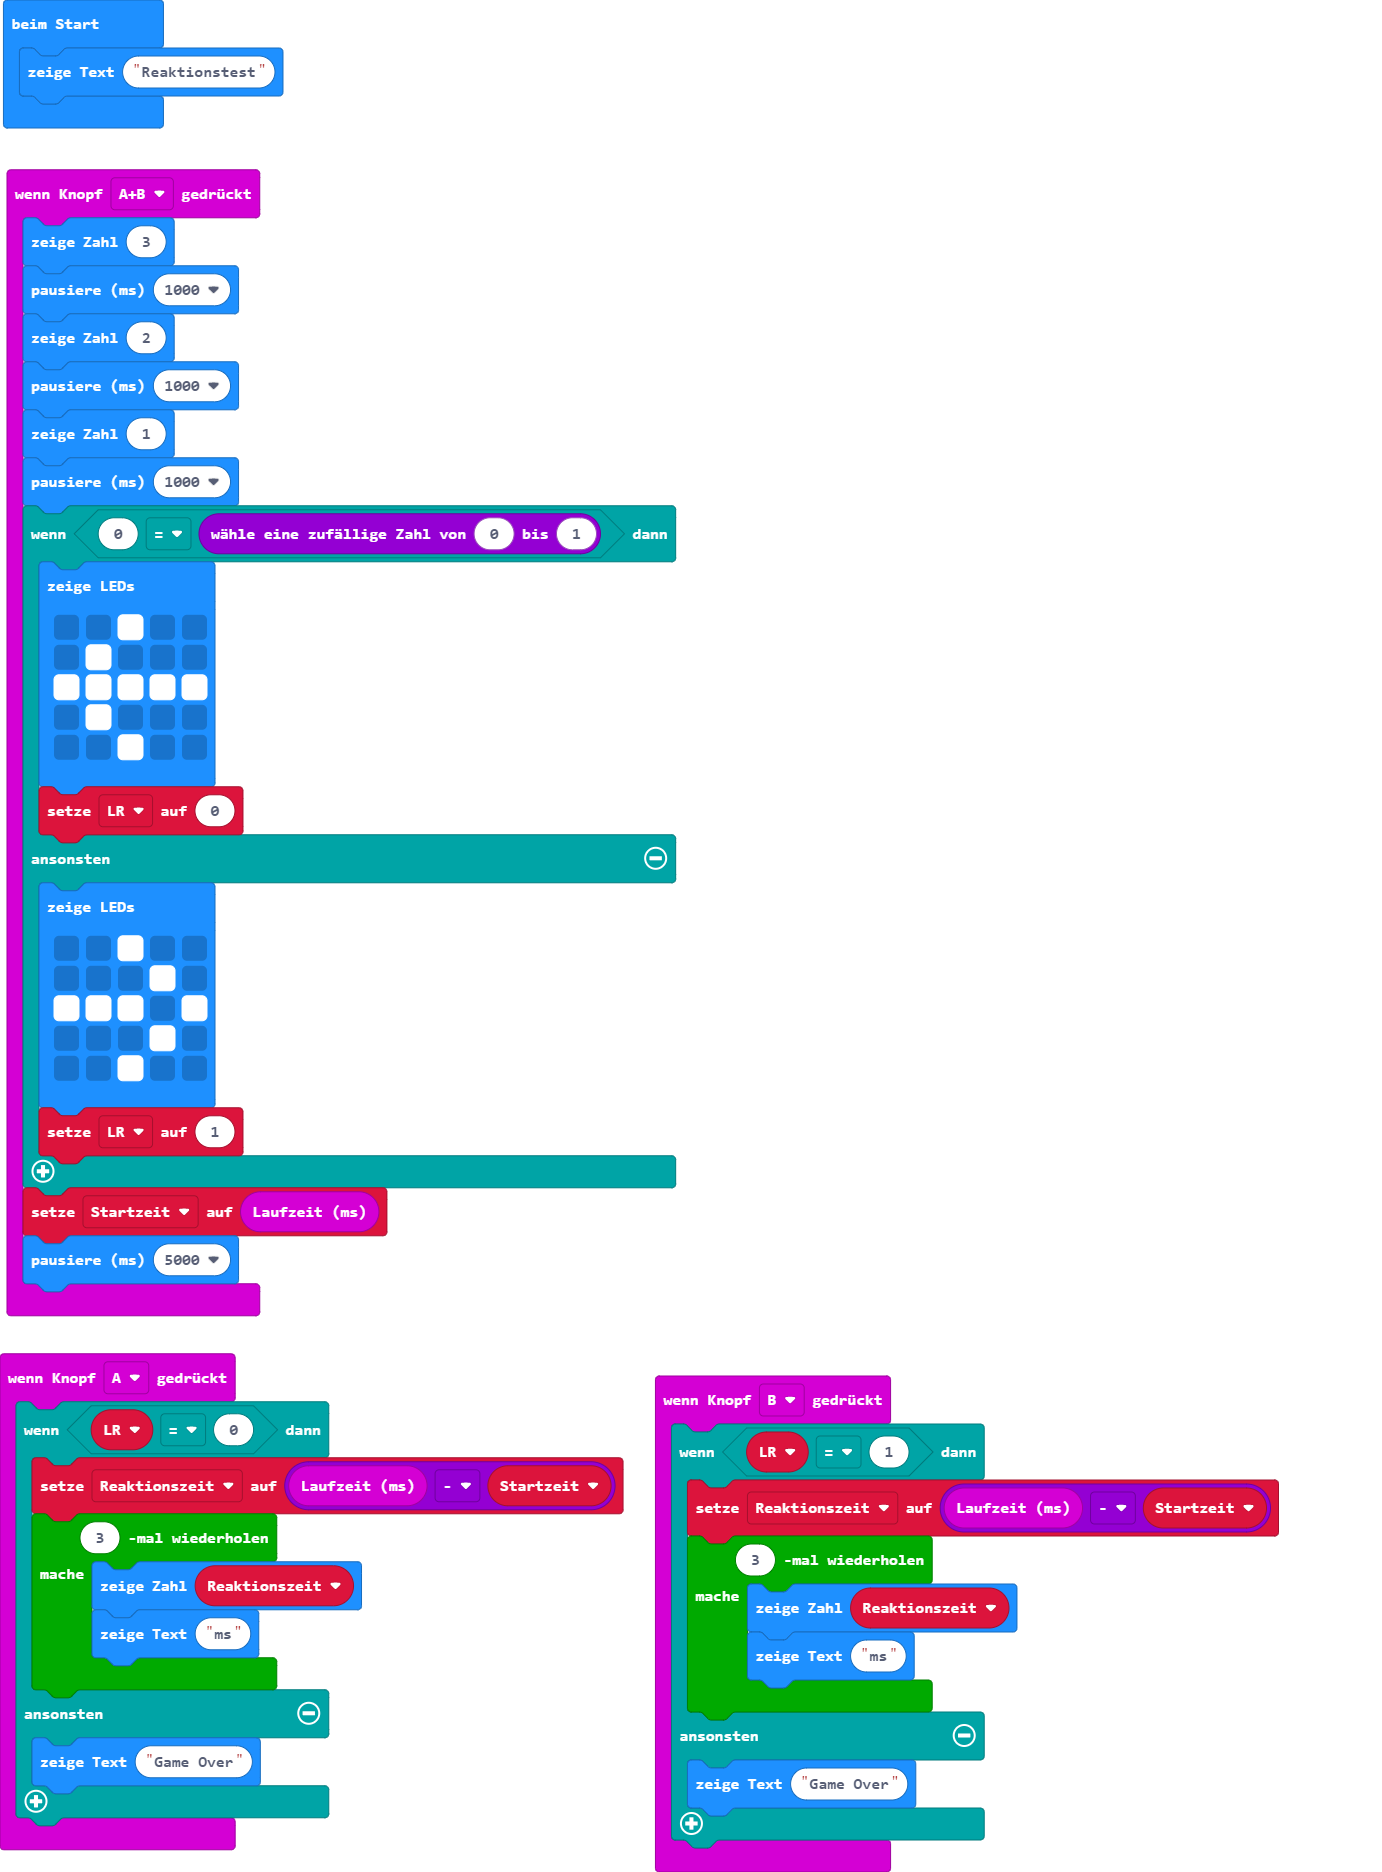 beim Start
zeige Text "Reaktionstest"
wenn Knopf A+B gedrückt
zeige Zahl 3
pausiere (ms) 1000
zeige Zahl 2
pausiere (ms) 1000
zeige Zahl 1
pausiere (ms) 1000
wenn 0 = wähle eine zufällige Zahl von 0 bis 1 dann
zeige LEDs
setze LR auf 0
ansonsten
zeige LEDs
setze LR auf 1
setze Startzeit auf Laufzeit (ms)
pausiere (ms) 5000
wenn Knopf A gedrückt
wenn LR = 0 dann
setze Reaktionszeit auf Laufzeit (ms) - Startzeit
3 -mal wiederholen
mache
zeige Zahl Reaktionszeit
zeige Text "ms"
ansonsten
zeige Text "Game Over"
wenn Knopf B gedrückt
wenn LR = 1 dann
setze Reaktionszeit auf Laufzeit (ms) - Startzeit
3 -mal wiederholen
mache
zeige Zahl Reaktionszeit
zeige Text "ms"
ansonsten
zeige Text "Game Over"